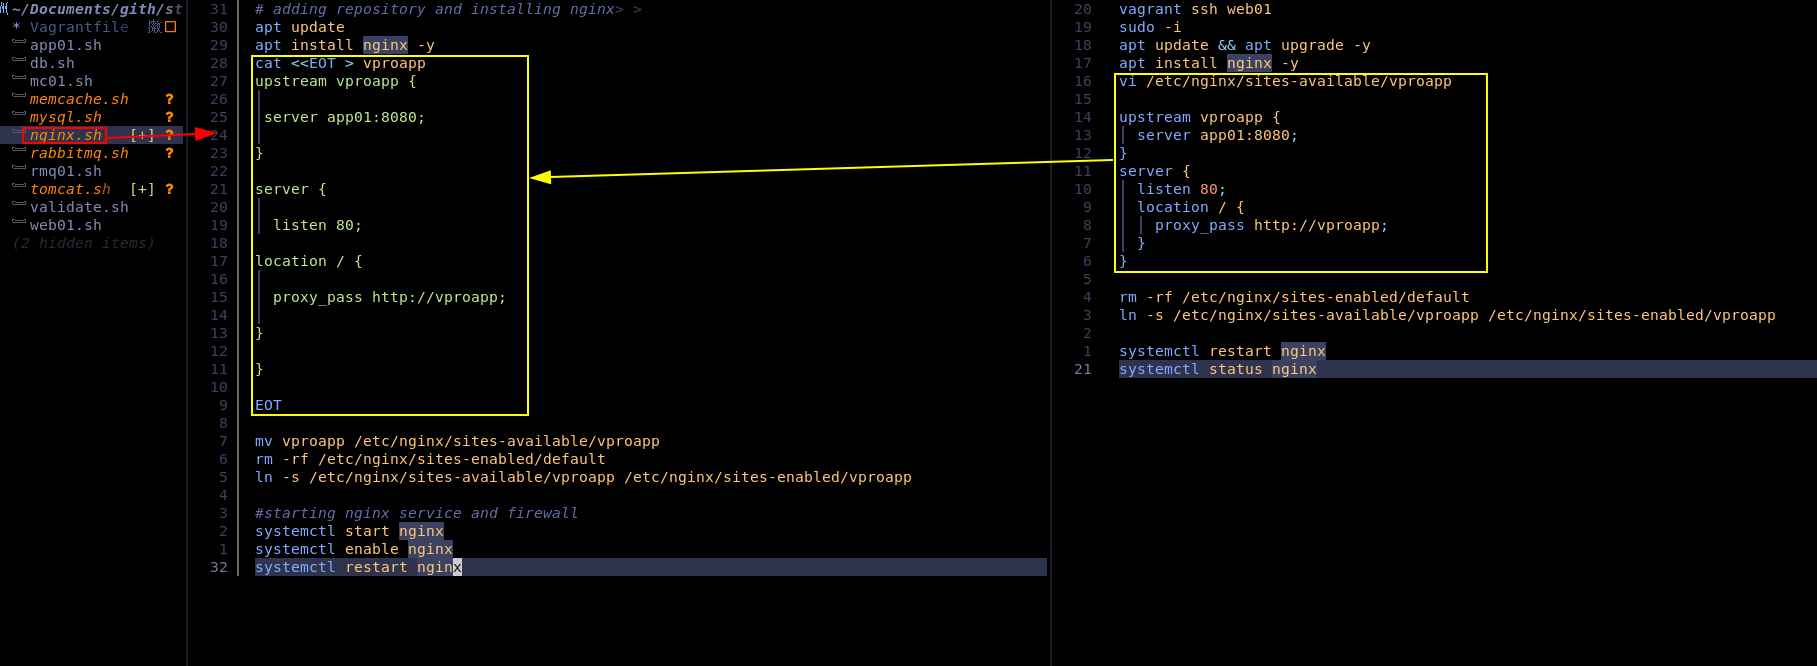 ~/Documents/gith/st
* Vagrantfile
app01.sh
db.sh
mc01.sh
memcache.sh ?
mysql.sh ?
nginx.sh [+] ?
rabbitmq.sh ?
rmq01.sh
tomcat.sh [+] ?
validate.sh
web01.sh
(2 hidden items)
31 # adding repository and installing nginx> >
30 apt update
29 apt install nginx -y
28 cat <<EOT > vproapp
27 upstream vproapp {
26
25 server app01:8080;
24
23 }
22
21 server {
20
19 listen 80;
18
17 location / {
16
15 proxy_pass http://vproapp;
14
13 }
12
11 }
10
9 EOT
8
7 mv vproapp /etc/nginx/sites-available/vproapp
6 rm -rf /etc/nginx/sites-enabled/default
5 ln -s /etc/nginx/sites-available/vproapp /etc/nginx/sites-enabled/vproapp
4
3 #starting nginx service and firewall
2 systemctl start nginx
1 systemctl enable nginx
32 systemctl restart nginx
20 vagrant ssh web01
19 sudo -i
18 apt update && apt upgrade -y
17 apt install nginx -y
16 vi /etc/nginx/sites-available/vproapp
15
14 upstream vproapp {
13 server app01:8080;
12 }
11 server {
10 listen 80;
9 location / {
8 proxy_pass http://vproapp;
7 }
6 }
5
4 rm -rf /etc/nginx/sites-enabled/default
3 ln -s /etc/nginx/sites-available/vproapp /etc/nginx/sites-enabled/vproapp
2
1 systemctl restart nginx
21 systemctl status nginx